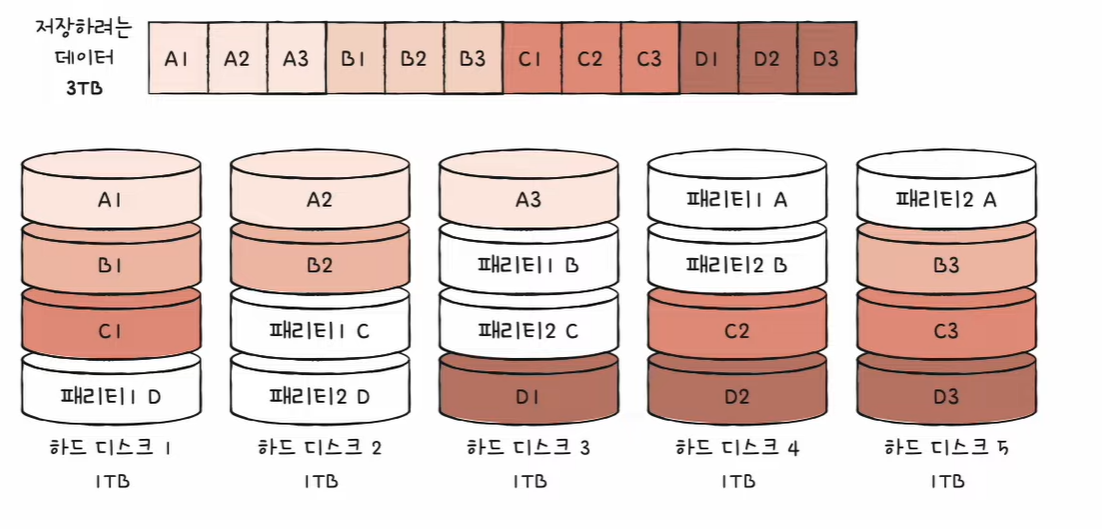 저장하려는
데이터
3TB
A1 A2 A3 B1 B2 B3 C1 C2 C3 D1 D2 D3
A1 A2 A3 패리티1 A 패리티2 A
B1 B2 패리티1 B 패리티2 B B3
C1 패리티1 C 패리티2 C C2 C3
패리티1 D 패리티2 D D1 D2 D3
하드 디스크 1 하드 디스크 2 하드 디스크 3 하드 디스크 4 하드 디스크 5
1TB 1TB 1TB 1TB 1TB